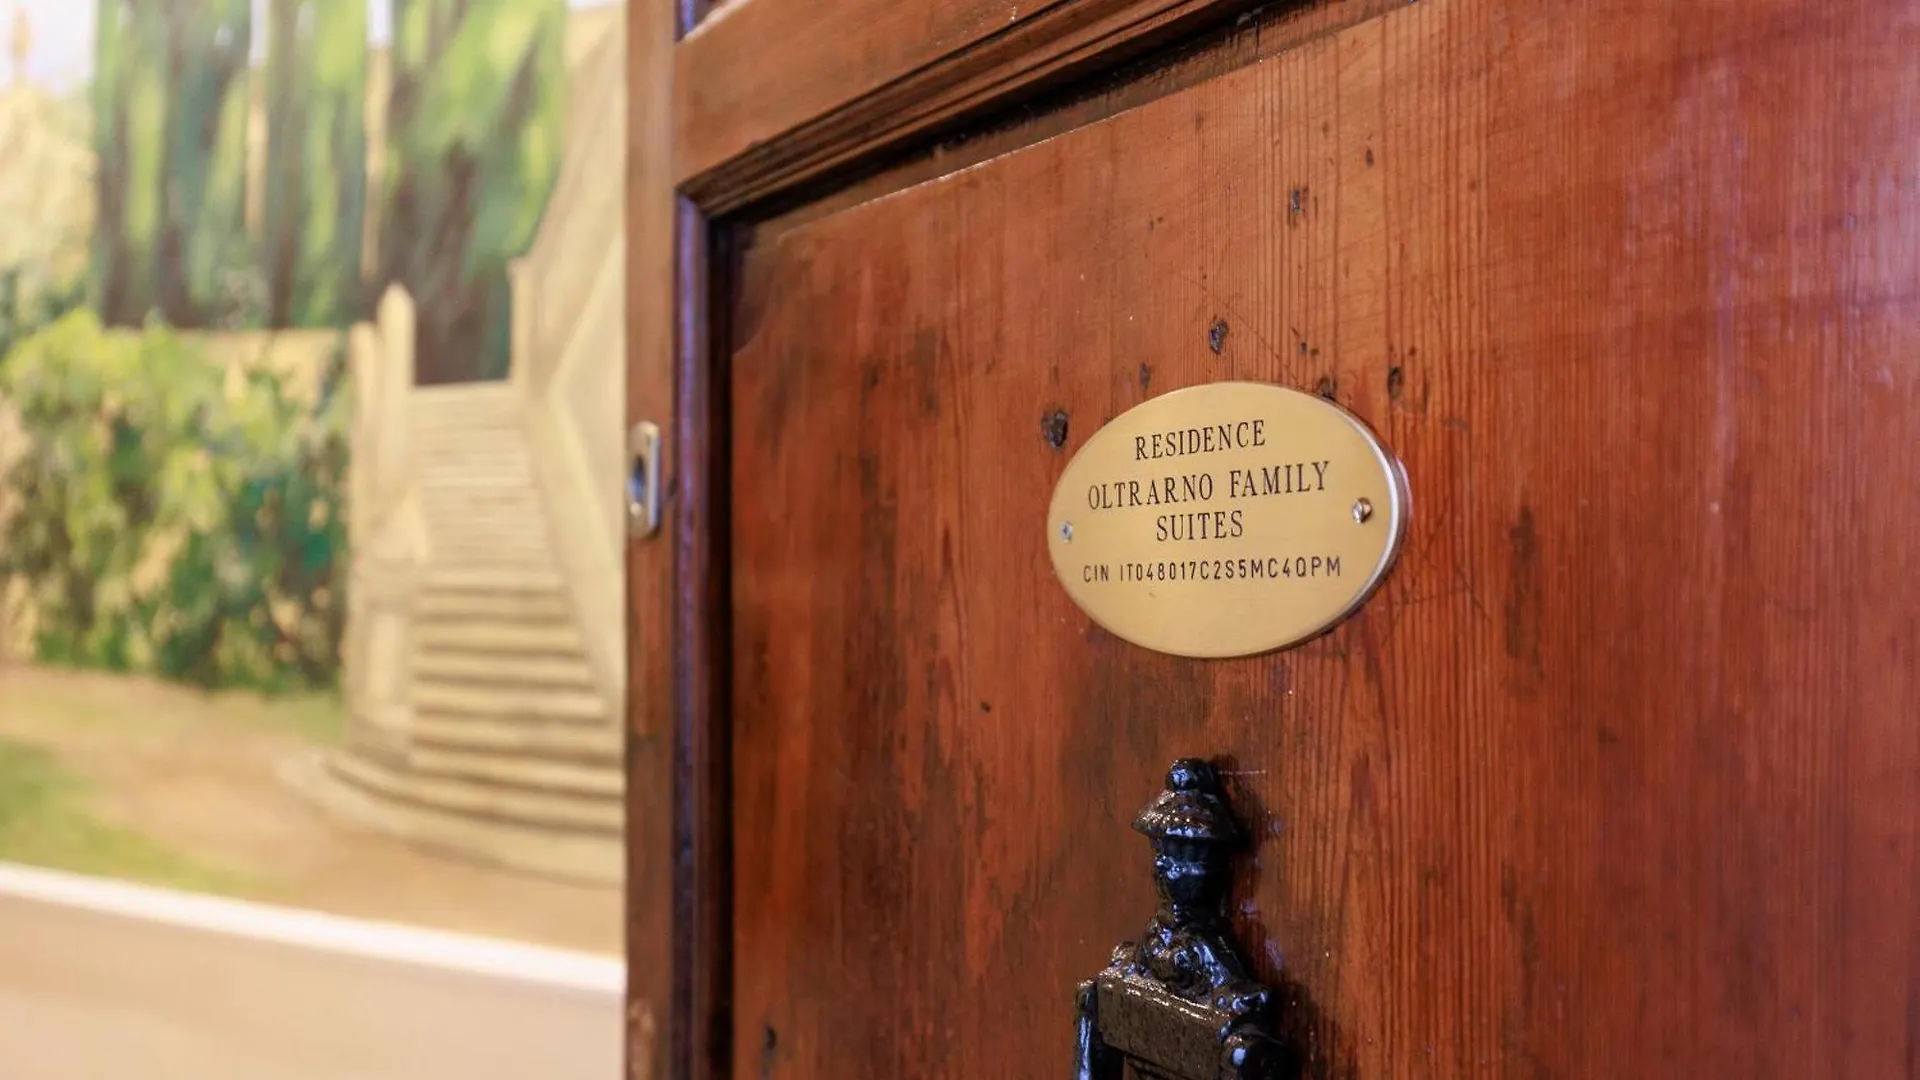 RESIDENCE
OLTRARNO FAMILY
SUITES
CIN IT048017C2S5MC4QPM